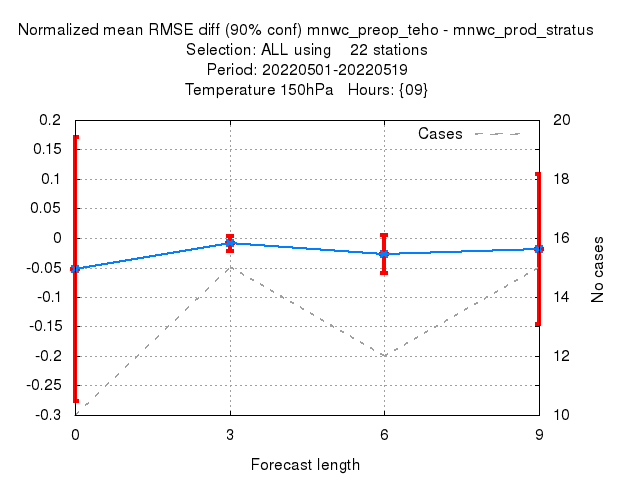 Normalized mean RMSE diff (90% conf) mnwc_preop_teho - mnwc_prod_stratus
Selection: ALL using    22 stations
Period: 20220501-20220519
Temperature 150hPa   Hours: {09}
Cases
0.2
0.15
0.1
0.05
0
-0.05
-0.1
-0.15
-0.2
-0.25
-0.3
20
18
16
14
12
10
No cases
0 3 6 9
Forecast length